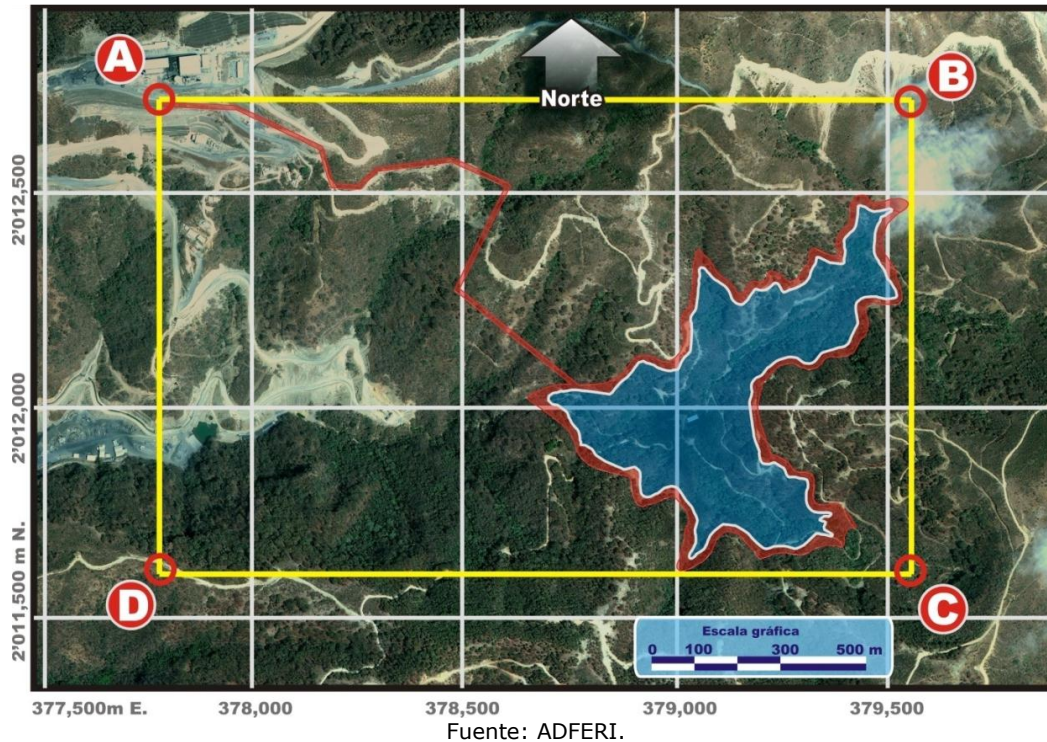 A
B
Norte
2'012,500
2'012,000
2'011,500 m N.
D
C
Escala gráfica
0 100 300 500 m
377,500m E. 378,000 378,500 379,000 379,500
Fuente: ADFERI.